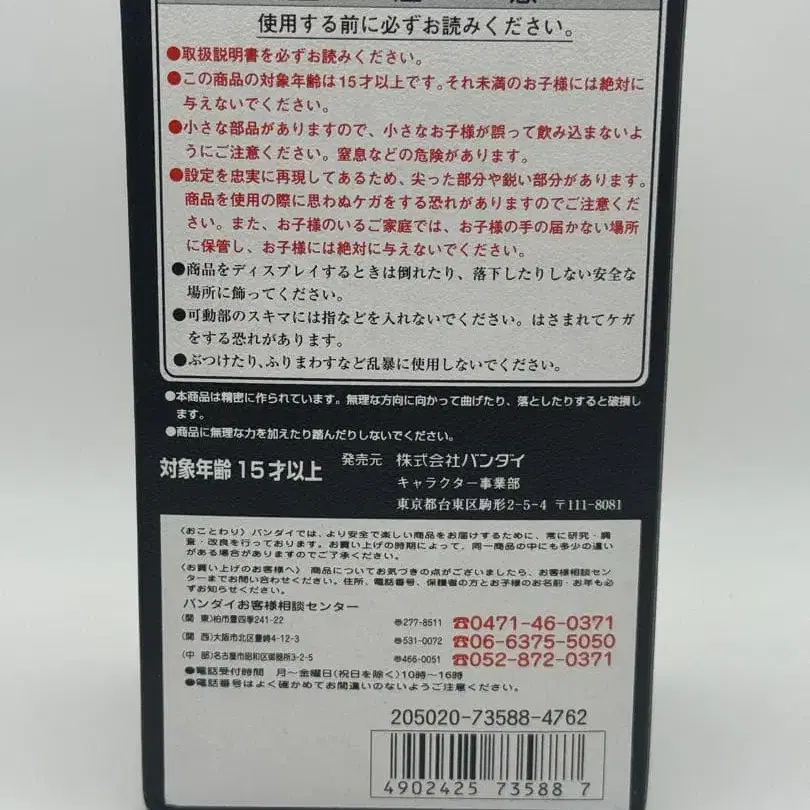 使用する前に必ずお読みください。
●取扱説明書を必ずお読みください。
●この商品の対象年齢は15才以上です。それ未満のお子様には絶対に
与えないでください。
●小さな部品がありますので、小さなお子様が誤って飲み込まないよ
うにご注意ください。窒息などの危険があります。
●設定を忠実に再現してあるため、尖った部分や鋭い部分があります。
商品を使用の際に思わぬケガをする恐れがありますのでご注意くだ
さい。また、お子様のいるご家庭では、お子様の手の届かない場所
に保管し、お子様には絶対に与えないでください。
●商品をディスプレイするときは倒れたり、落下したりしない安全な
場所に飾ってください。
●可動部のスキマには指などを入れないでください。はさまれてケガ
をする恐れがあります。
●ぶつけたり、ふりまわすなど乱暴に使用しないでください。
●本商品は精密に作られています。無理な方向に向かって曲げたり、落としたりすると破損し
ます。
●商品に無理な力を加えたり踏んだりしないでください。
対象年齢 15才以上 発売元 株式会社バンダイ
キャラクター事業部
東京都台東区駒形2-5-4 〒111-8081
〈おことわり〉バンダイでは、より安全で楽しい商品をお届けするために、常に研究・調
査・改良を行っております。お買い上げの時期によって、同一商品の中にも多少の違い
がある場合がありますのでご了承ください。
〈お買い上げのお客様へ〉商品についてお気づきの点がございましたら、お客様相談セン
ターまでお問い合わせください。住所、電話番号、保護者の方とお子様のお名前・お年も必
ずお知らせください。
バンダイお客様相談センター
(関 東)柏市豊四季241-22 〒277-8511 ☎0471-46-0371
(関 西)大阪市北区豊崎4-12-3 〒531-0072 ☎06-6375-5050
(中 部)名古屋市昭和区御器所3-2-5 〒466-0051 ☎052-872-0371
●電話受付時間 月〜金曜日(祝日を除く)10時〜16時
●電話番号はよく確かめてお間違いのないようご注意ください。
205020-73588-4762
4902425 735887